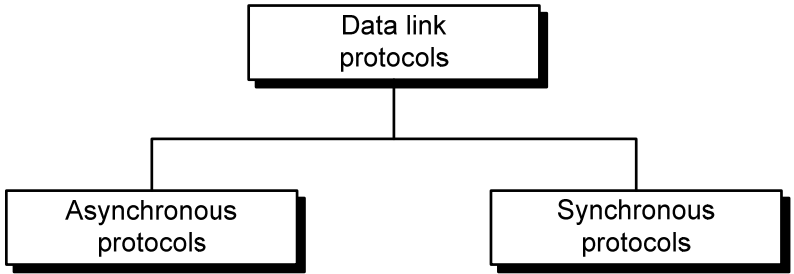 Data link
protocols
Asynchronous
protocols
Synchronous
protocols